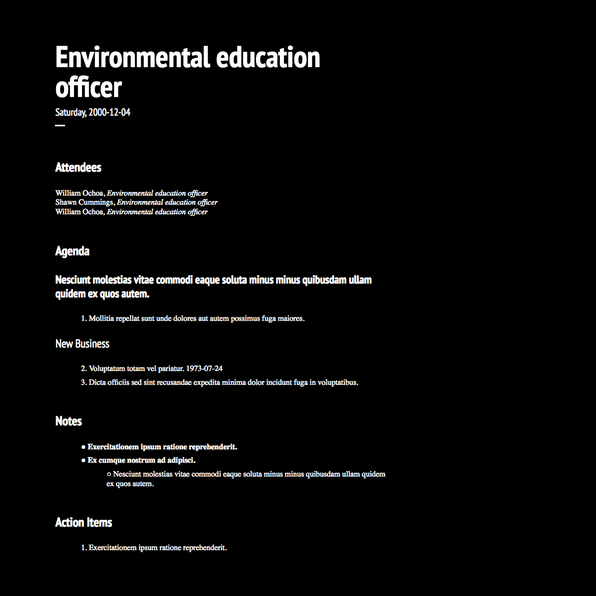 Environmental education
officer
Saturday, 2000-12-04
Attendees
William Ochoa, Environmental education officer
Shawn Cummings, Environmental education officer
William Ochoa, Environmental education officer
Agenda
Nesciunt molestias vitae commodi eaque soluta minus minus quibusdam ullam
quidem ex quos autem.
1. Mollitia repellat sunt unde dolores aut autem possimus fuga maiores.
New Business
2. Voluptatum totam vel pariatur. 1973-07-24
3. Dicta officiis sed sint recusandae expedita minima dolor incidunt fuga in voluptatibus.
Notes
● Exercitationem ipsum ratione reprehenderit.
● Ex cumque nostrum ad adipisci.
○ Nesciunt molestias vitae commodi eaque soluta minus minus quibusdam ullam quidem
ex quos autem.
Action Items
1. Exercitationem ipsum ratione reprehenderit.